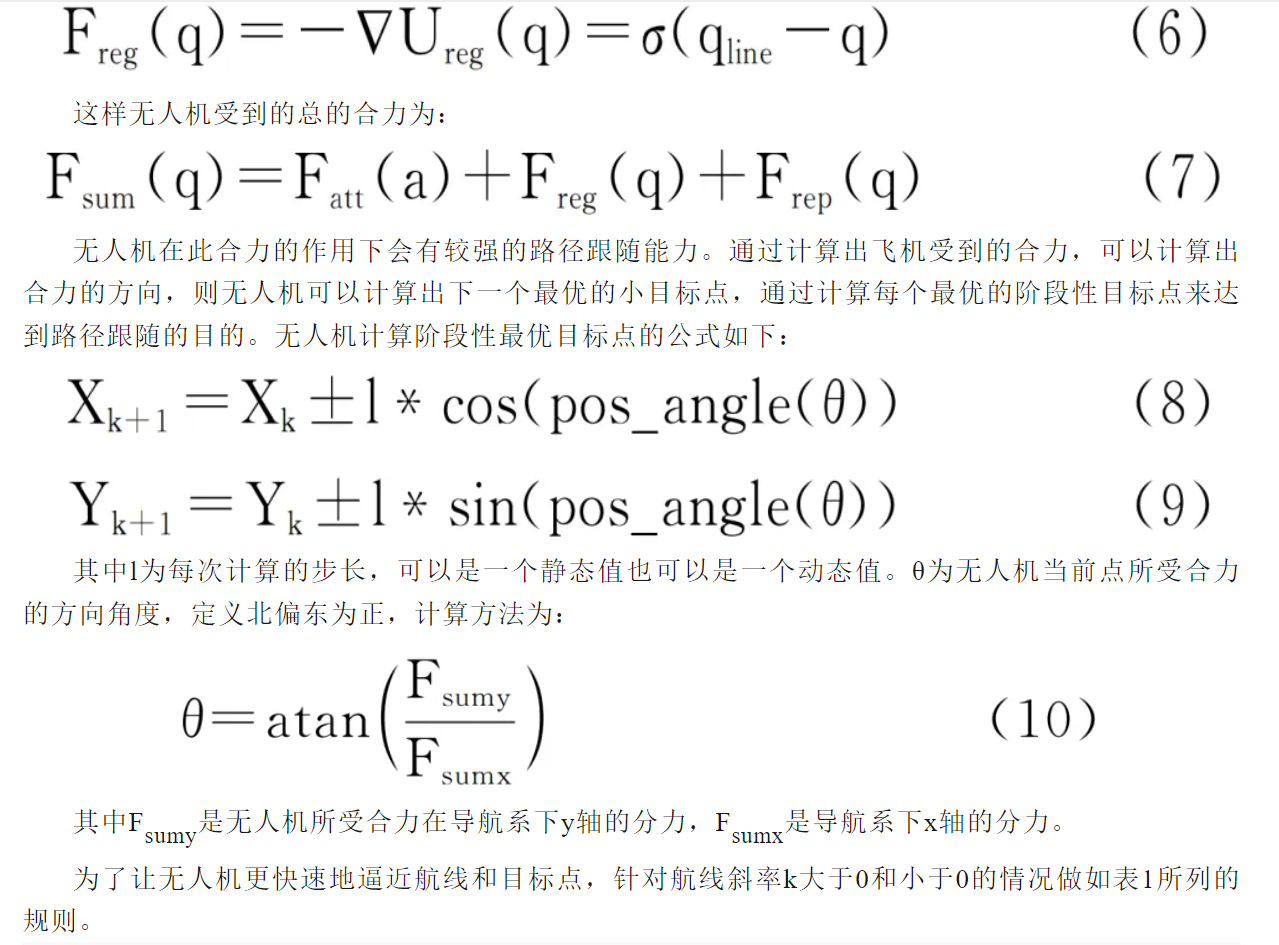 F_reg(q)=−∇U_reg(q)=σ(q_line−q) (6)
这样无人机受到的总的合力为：
F_sum(q)=F_att(a)+F_reg(q)+F_rep(q) (7)
无人机在此合力的作用下会有较强的路径跟随能力。通过计算出飞机受到的合力，可以计算出
合力的方向，则无人机可以计算出下一个最优的小目标点，通过计算每个最优的阶段性目标点来达
到路径跟随的目的。无人机计算阶段性最优目标点的公式如下：
X_{k+1}=X_k±l*cos(pos_angle(θ)) (8)
Y_{k+1}=Y_k±l*sin(pos_angle(θ)) (9)
其中l为每次计算的步长，可以是一个静态值也可以是一个动态值。θ为无人机当前点所受合力
的方向角度，定义北偏东为正，计算方法为：
θ=atan(F_sumy/F_sumx) (10)
其中F_sumy是无人机所受合力在导航系下y轴的分力，F_sumx是导航系下x轴的分力。
为了让无人机更快速地逼近航线和目标点，针对航线斜率k大于0和小于0的情况做如表1所列的
规则。